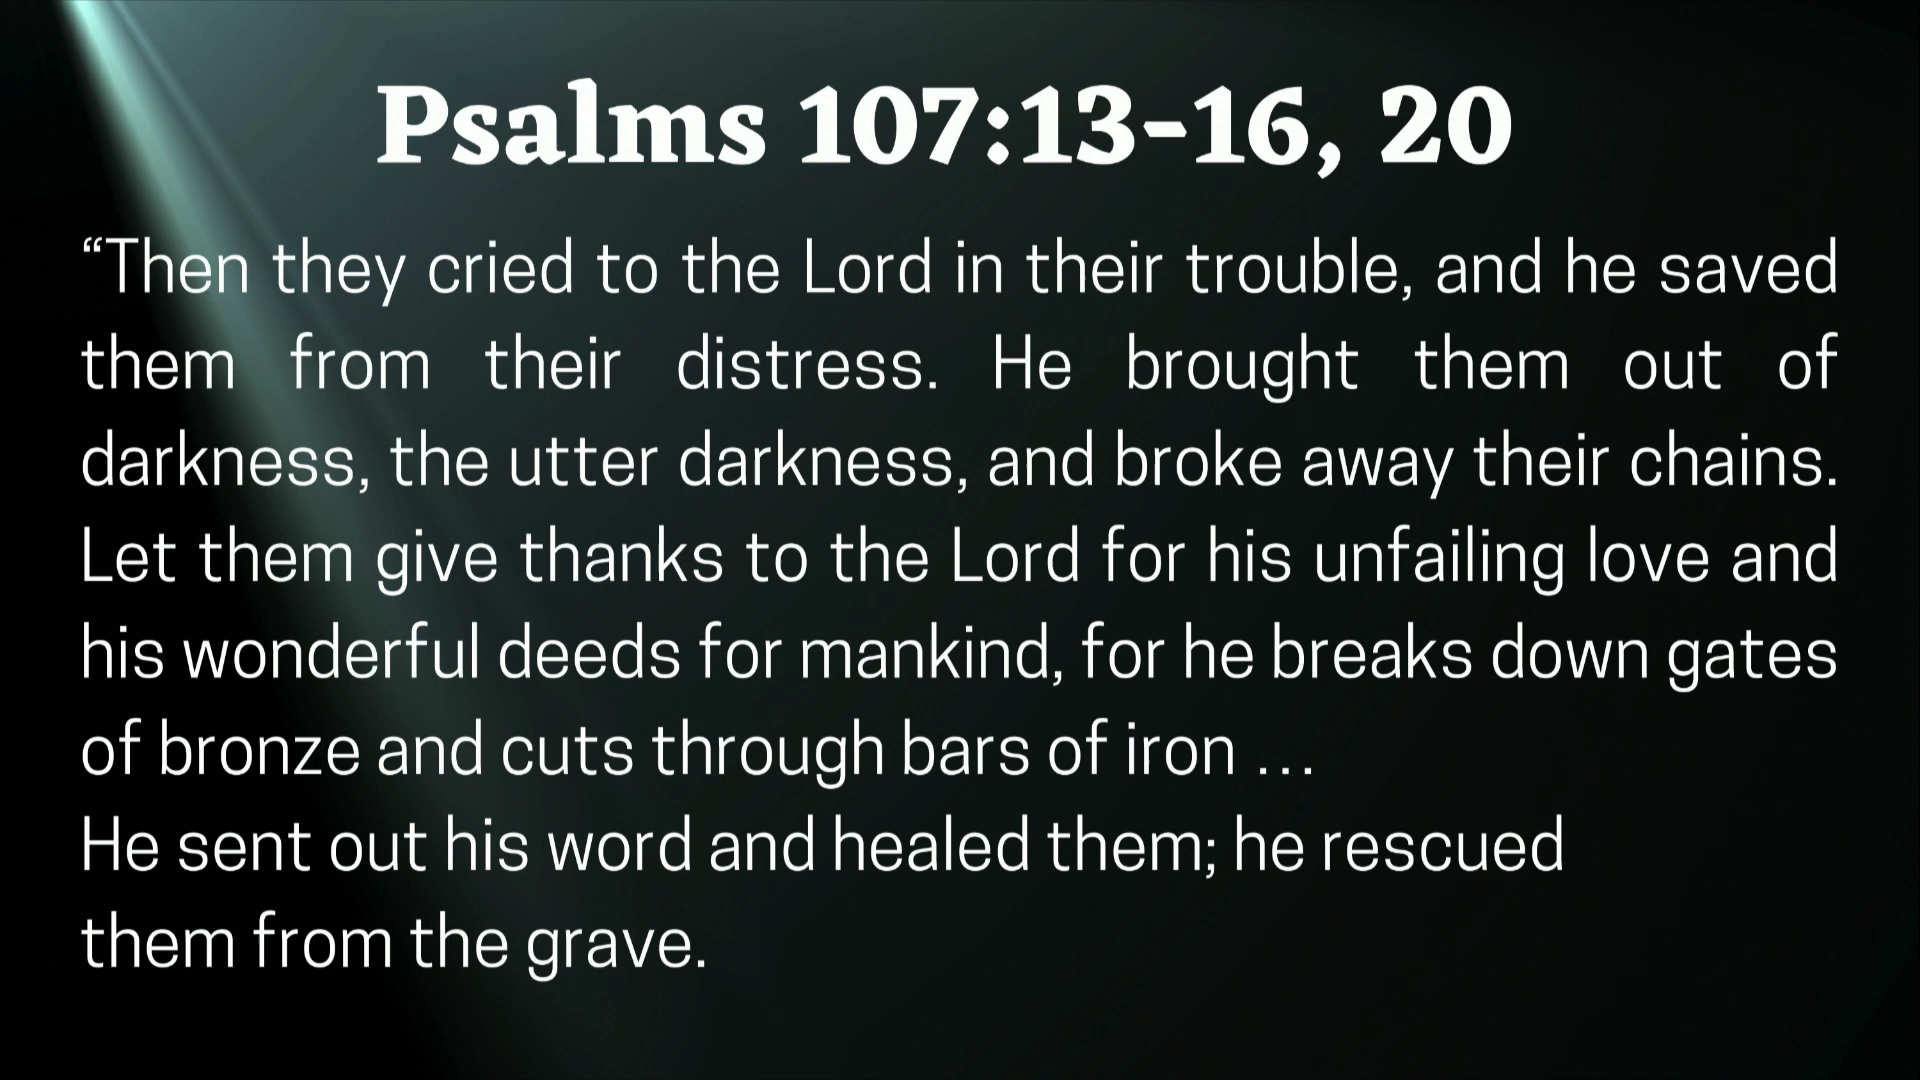 Psalms 107:13-16, 20
“Then they cried to the Lord in their trouble, and he saved
them from their distress. He brought them out of
darkness, the utter darkness, and broke away their chains.
Let them give thanks to the Lord for his unfailing love and
his wonderful deeds for mankind, for he breaks down gates
of bronze and cuts through bars of iron …
He sent out his word and healed them; he rescued
them from the grave.